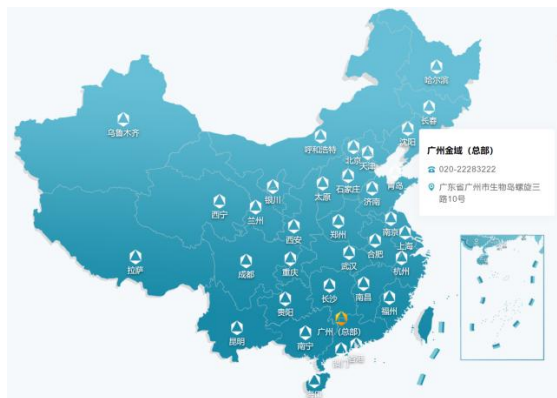 哈尔滨
长春
乌鲁木齐
沈阳
呼和浩特
北京
天津
广州金域（总部）
020-22283222
广东省广州市生物岛螺旋三
路10号
石家庄
青岛
银川
太原
济南
西宁
兰州
郑州
南京
西安
上海
合肥
拉萨
成都
重庆
武汉
杭州
长沙
南昌
贵阳
福州
昆明
广州（总部）
南宁